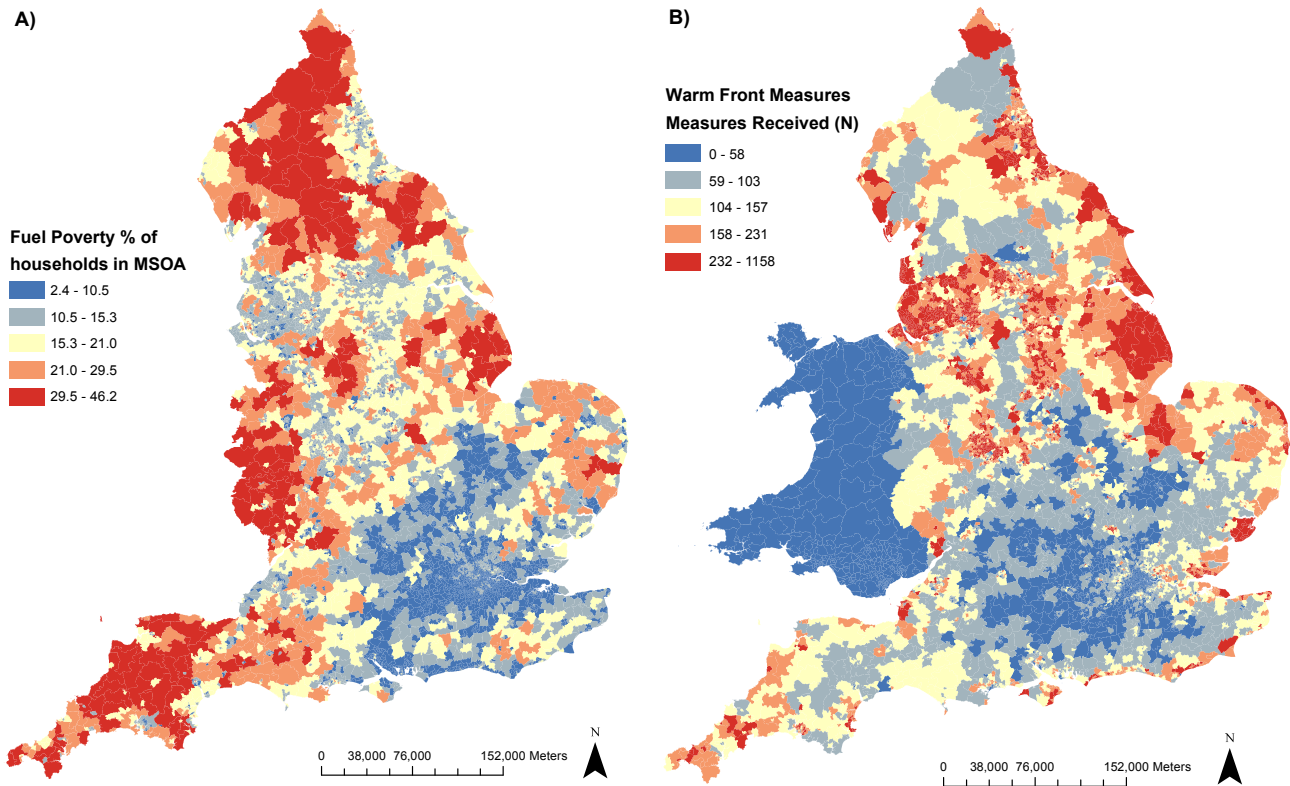 A)
Fuel Poverty % of
households in MSOA
2.4 - 10.5
10.5 - 15.3
15.3 - 21.0
21.0 - 29.5
29.5 - 46.2
0 38,000 76,000 152,000 Meters
N
B)
Warm Front Measures
Measures Received (N)
0 - 58
59 - 103
104 - 157
158 - 231
232 - 1158
0 38,000 76,000 152,000 Meters
N